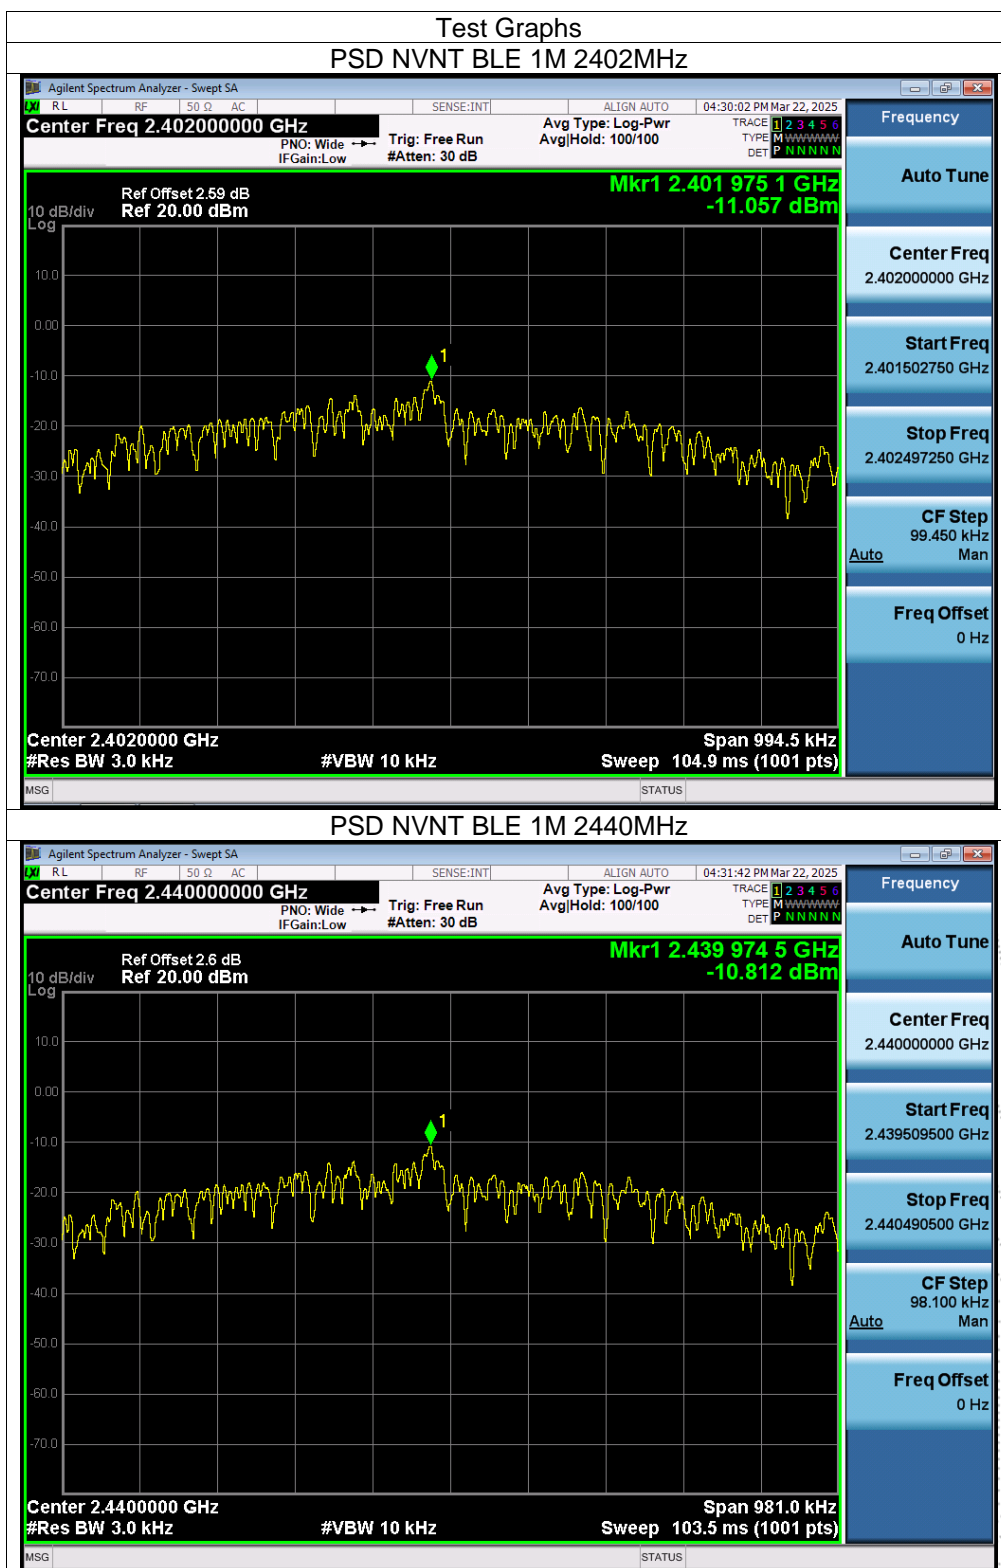 Test Graphs
PSD NVNT BLE 1M 2402MHz
Agilent Spectrum Analyzer - Swept SA
LXI RL RF 50 Ω AC SENSE:INT ALIGN AUTO 04:30:02 PM Mar 22, 2025
Center Freq 2.402000000 GHz
PNO: Wide
IFGain:Low
Trig: Free Run
#Atten: 30 dB
Avg Type: Log-Pwr
Avg|Hold: 100/100
TRACE 1 2 3 4 5 6
TYPE M WWWWW
DET P N N N N N
Frequency
Auto Tune
Center Freq
2.402000000 GHz
Start Freq
2.401502750 GHz
Stop Freq
2.402497250 GHz
CF Step
99.450 kHz
Auto Man
Freq Offset
0 Hz
Mkr1 2.401 975 1 GHz
-11.057 dBm
Ref Offset 2.59 dB
10 dB/div Ref 20.00 dBm
Log
10.0
0.00
1
-10.0
-20.0
-30.0
-40.0
-50.0
-60.0
-70.0
Center 2.4020000 GHz Span 994.5 kHz
#Res BW 3.0 kHz #VBW 10 kHz Sweep 104.9 ms (1001 pts)
MSG STATUS
PSD NVNT BLE 1M 2440MHz
Agilent Spectrum Analyzer - Swept SA
LXI RL RF 50 Ω AC SENSE:INT ALIGN AUTO 04:31:42 PM Mar 22, 2025
Center Freq 2.440000000 GHz
PNO: Wide
IFGain:Low
Trig: Free Run
#Atten: 30 dB
Avg Type: Log-Pwr
Avg|Hold: 100/100
TRACE 1 2 3 4 5 6
TYPE M WWWWW
DET P N N N N N
Frequency
Auto Tune
Center Freq
2.440000000 GHz
Start Freq
2.439509500 GHz
Stop Freq
2.440490500 GHz
CF Step
98.100 kHz
Auto Man
Freq Offset
0 Hz
Mkr1 2.439 974 5 GHz
-10.812 dBm
Ref Offset 2.6 dB
10 dB/div Ref 20.00 dBm
Log
10.0
0.00
1
-10.0
-20.0
-30.0
-40.0
-50.0
-60.0
-70.0
Center 2.4400000 GHz Span 981.0 kHz
#Res BW 3.0 kHz #VBW 10 kHz Sweep 103.5 ms (1001 pts)
MSG STATUS